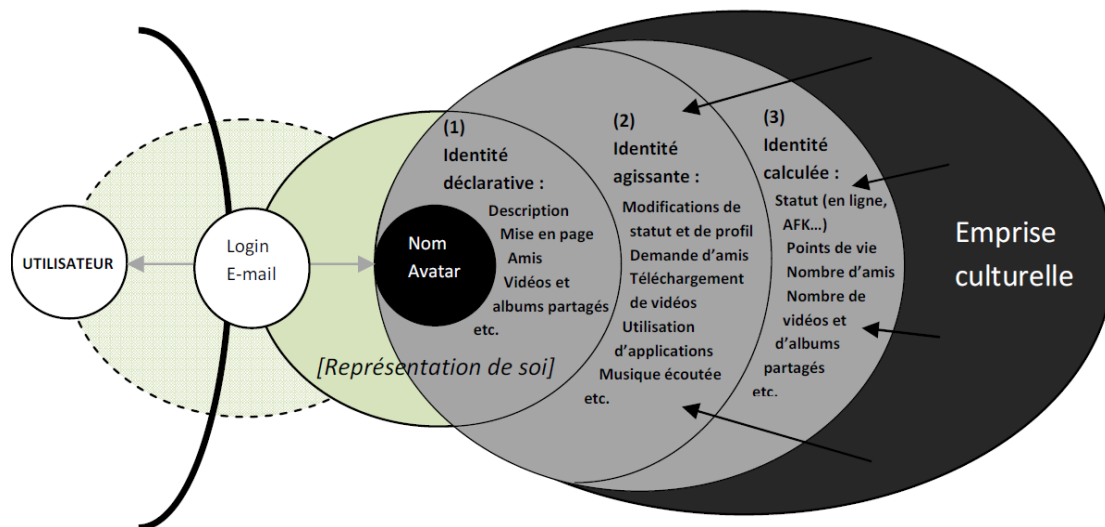 UTILISATEUR
Login
E-mail
Nom
Avatar
(1)
Identité
déclarative :
Description
Mise en page
Amis
Vidéos et
albums partagés
etc.
[Représentation de soi]
(2)
Identité
agissante :
Modifications de
statut et de profil
Demande d'amis
Téléchargement
de vidéos
Utilisation
d'applications
Musique écoutée
etc.
(3)
Identité
calculée :
Statut (en ligne,
AFK...)
Points de vie
Nombre d'amis
Nombre de
vidéos et
d'albums
partagés
etc.
Emprise
culturelle